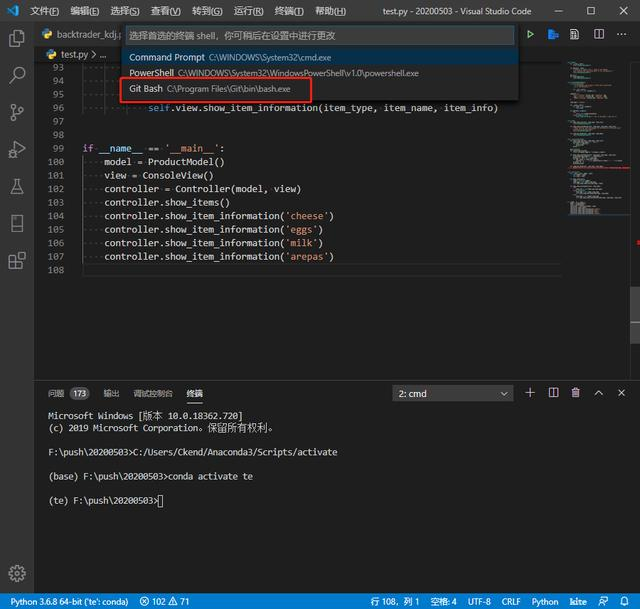 文件(F) 编辑(E) 选择(S) 查看(V) 转到(G) 运行(R) 终端(T) 帮助(H) test.py - 20200503 - Visual Studio Code
backtrader_kdj.p
选择首选的终端 shell，你可稍后在设置中进行更改
test.py > ...
Command Prompt C:\WINDOWS\System32\cmd.exe
PowerShell C:\WINDOWS\System32\WindowsPowerShell\v1.0\powershell.exe
Git Bash C:\Program Files\Git\bin\bash.exe
93
94
95
96 self.view.show_item_information(item_type, item_name, item_info)
97
98
99 if __name__ == '__main__':
100 model = ProductModel()
101 view = ConsoleView()
102 controller = Controller(model, view)
103 controller.show_items()
104 controller.show_item_information('cheese')
105 controller.show_item_information('eggs')
106 controller.show_item_information('milk')
107 controller.show_item_information('arepas')
108
问题 173 输出 调试控制台 终端 2: cmd
Microsoft Windows [版本 10.0.18362.720]
(c) 2019 Microsoft Corporation。保留所有权利。
F:\push\20200503>C:/Users/Ckend/Anaconda3/Scripts/activate
(base) F:\push\20200503>conda activate te
(te) F:\push\20200503>
Python 3.6.8 64-bit ('te': conda) 102 71 行 108，列 1 空格: 4 UTF-8 CRLF Python kite